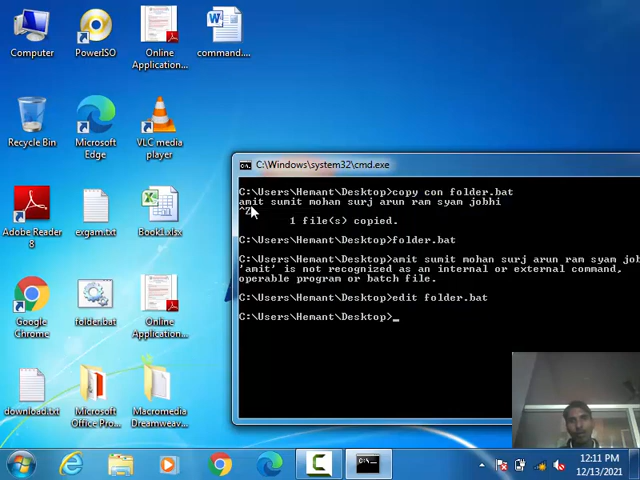 Computer
PowerISO
Online
Application...
command....
Recycle Bin
Microsoft
Edge
VLC media
player
Adobe Reader
8
exgam.txt
Book1.xlsx
Google
Chrome
folder.bat
Online
Application...
download.txt
Microsoft
Office Pro...
Macromedia
Dreamweav...
C:\Windows\system32\cmd.exe
C:\Users\Hemant\Desktop>copy con folder.bat
amit sumit mohan surj arun ram syam jobhi
^Z
1 file(s) copied.
C:\Users\Hemant\Desktop>folder.bat
C:\Users\Hemant\Desktop>amit sumit mohan surj arun ram syam job
'amit' is not recognized as an internal or external command,
operable program or batch file.
C:\Users\Hemant\Desktop>edit folder.bat
C:\Users\Hemant\Desktop>_
12:11 PM
12/13/2021